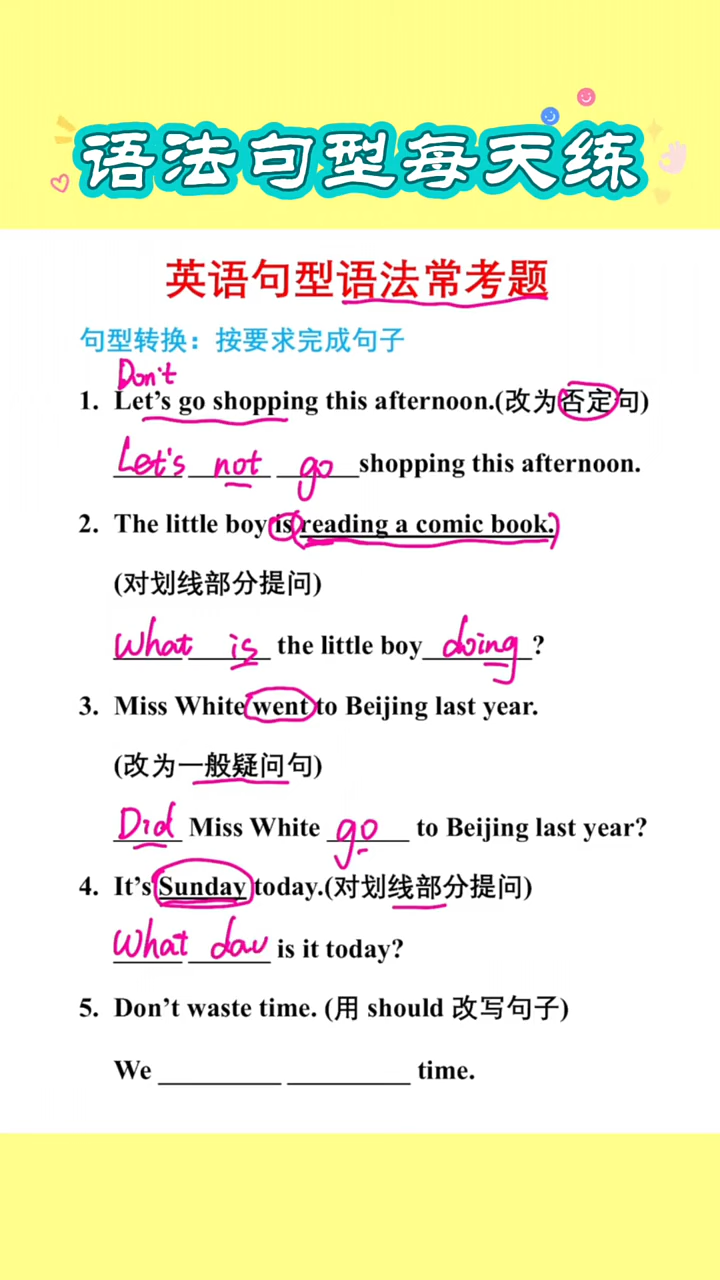 语法句型每天练
英语句型语法常考题
句型转换：按要求完成句子
Don't
1. Let's go shopping this afternoon.(改为否定句)
Let's not go shopping this afternoon.
2. The little boy is reading a comic book.
(对划线部分提问)
What is the little boy doing?
3. Miss White went to Beijing last year.
(改为一般疑问句)
Did Miss White go to Beijing last year?
4. It's Sunday today.(对划线部分提问)
What day is it today?
5. Don't waste time. (用 should 改写句子)
We __________ __________ time.